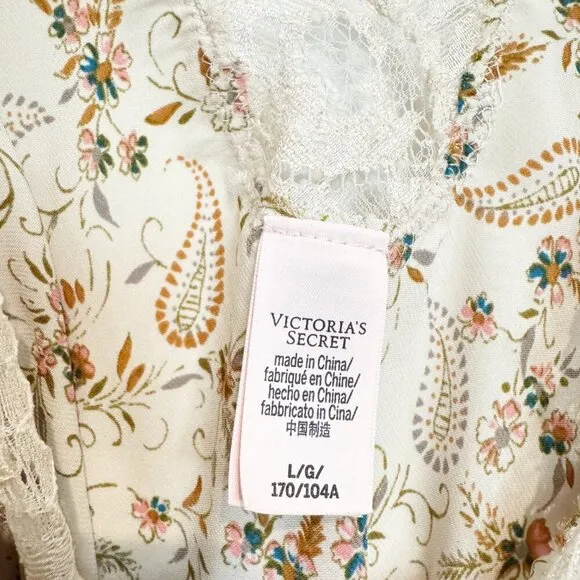 VICTORIA'S
SECRET
made in China/
fabriqué en Chine/
hecho en China/
fabbricato in Cina/
中国制造
L/G/
170/104A